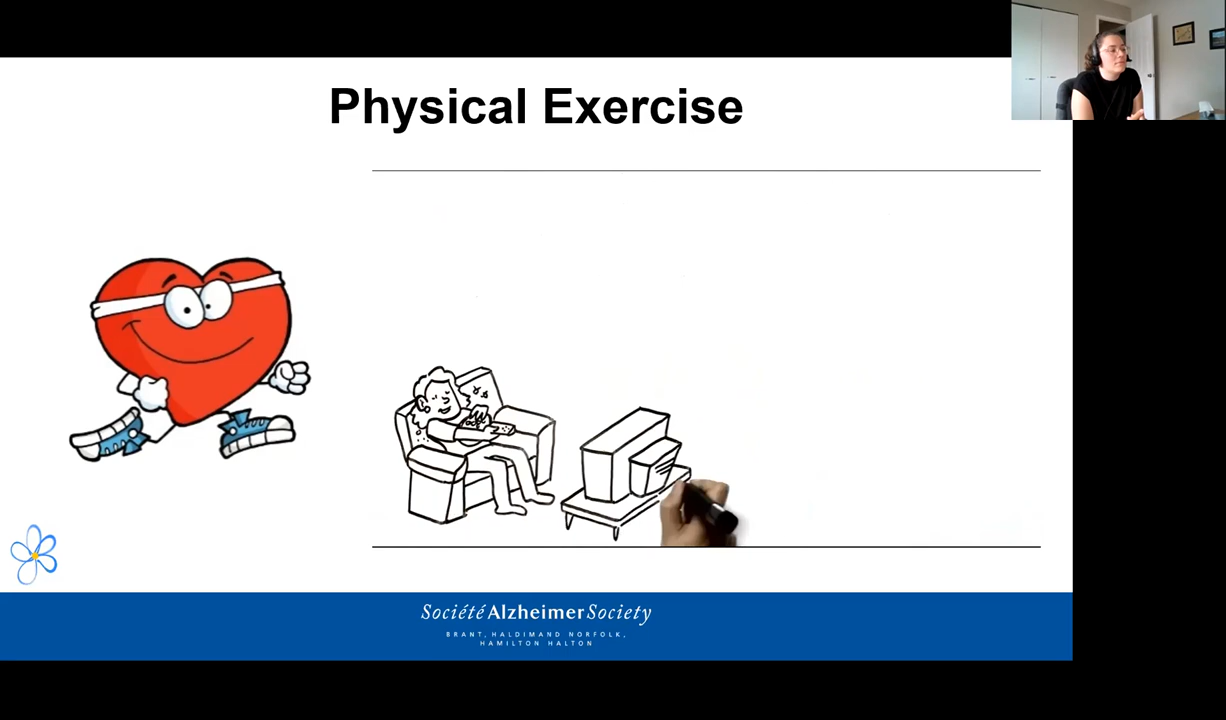 Physical Exercise
Société Alzheimer Society
BRANT, HALDIMAND NORFOLK,
HAMILTON HALTON